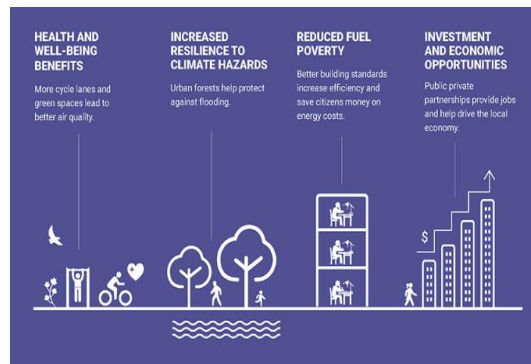 HEALTH AND
WELL-BEING
BENEFITS
More cycle lanes and
green spaces lead to
better air quality.
INCREASED
RESILIENCE TO
CLIMATE HAZARDS
Urban forests help protect
against flooding.
REDUCED FUEL
POVERTY
Better building standards
increase efficiency and
save citizens money on
energy costs.
INVESTMENT
AND ECONOMIC
OPPORTUNITIES
Public private
partnerships provide jobs
and help drive the local
economy.
$